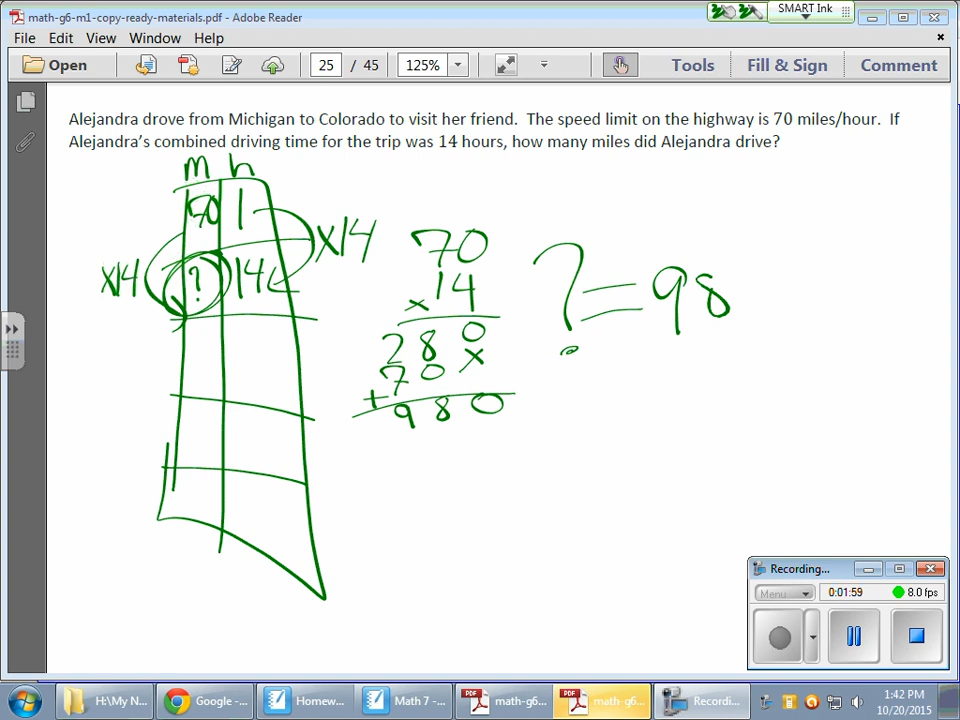 math-g6-m1-copy-ready-materials.pdf - Adobe Reader
SMART Ink
File Edit View Window Help
Open 25 / 45 125% Tools Fill & Sign Comment
Alejandra drove from Michigan to Colorado to visit her friend. The speed limit on the highway is 70 miles/hour. If
Alejandra's combined driving time for the trip was 14 hours, how many miles did Alejandra drive?
m h
70 1
x14
x14 ? 14
70
x 14
280
70x
+
980
? = 98
Recording...
Menu 0:01:59 8.0 fps
H:\My N... Google -... Homew... Math 7 -... math-g6... math-g6... Recordi...
1:42 PM
10/20/2015